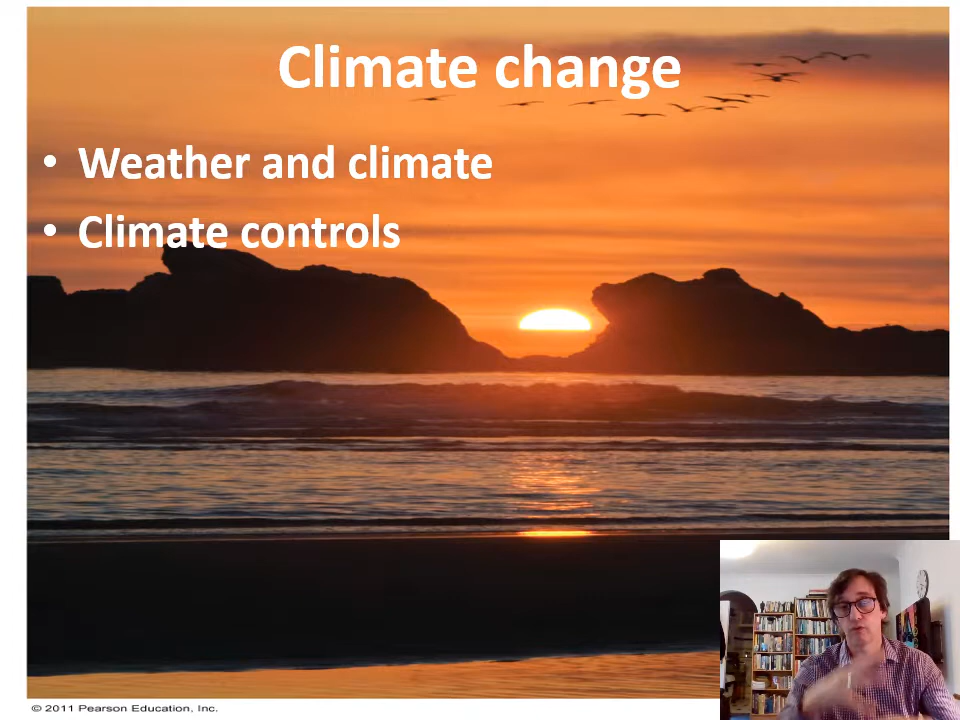 Climate change
• Weather and climate
• Climate controls
© 2011 Pearson Education, Inc.